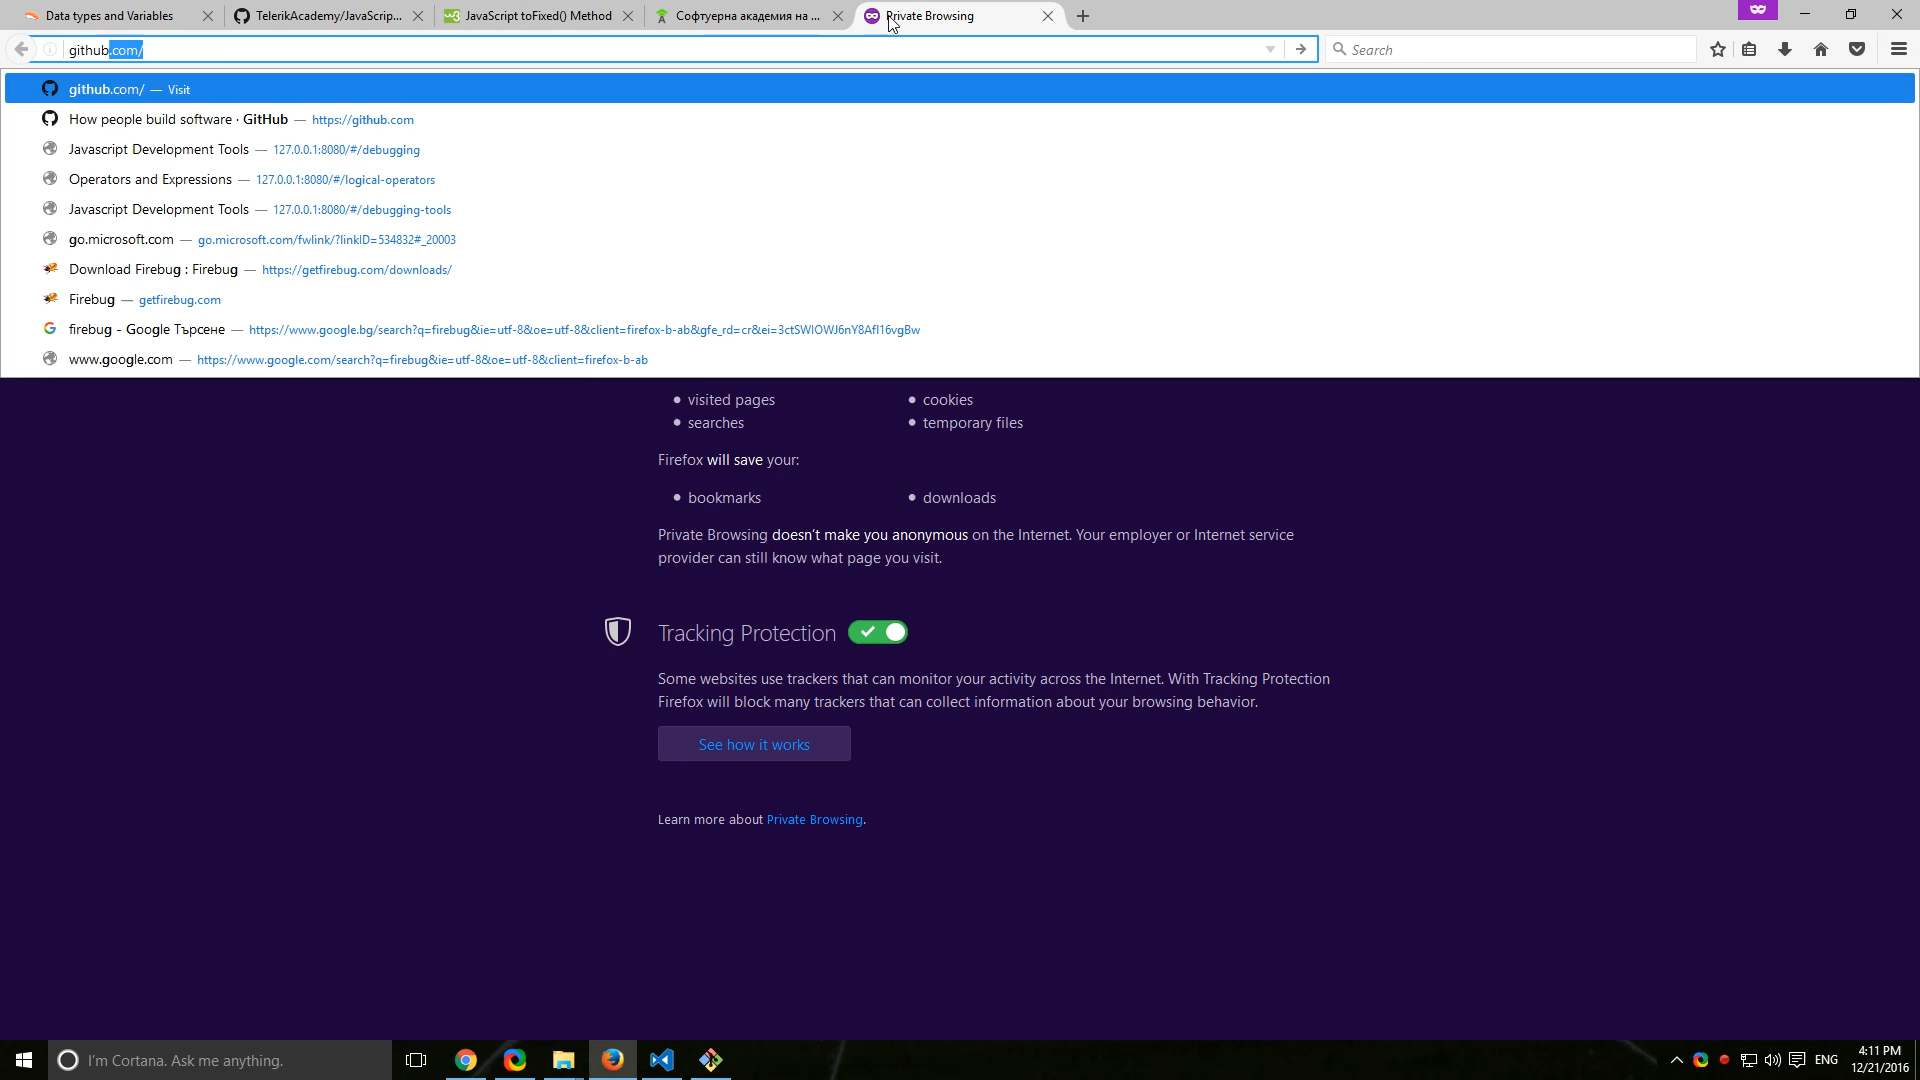 Data types and Variables
TelerikAcademy/JavaScrip...
JavaScript toFixed() Method
Софтуерна академия на ...
Private Browsing
github.com/
Search
github.com/ — Visit
How people build software · GitHub — https://github.com
Javascript Development Tools — 127.0.0.1:8080/#/debugging
Operators and Expressions — 127.0.0.1:8080/#/logical-operators
Javascript Development Tools — 127.0.0.1:8080/#/debugging-tools
go.microsoft.com — go.microsoft.com/fwlink/?linkID=534832#_20003
Download Firebug : Firebug — https://getfirebug.com/downloads/
Firebug — getfirebug.com
firebug - Google Търсене — https://www.google.bg/search?q=firebug&ie=utf-8&oe=utf-8&client=firefox-b-ab&gfe_rd=cr&ei=3ctSWIOWJ6nY8AfI16vgBw
www.google.com — https://www.google.com/search?q=firebug&ie=utf-8&oe=utf-8&client=firefox-b-ab
visited pages
cookies
searches
temporary files
Firefox will save your:
bookmarks
downloads
Private Browsing doesn't make you anonymous on the Internet. Your employer or Internet service
provider can still know what page you visit.
Tracking Protection
Some websites use trackers that can monitor your activity across the Internet. With Tracking Protection
Firefox will block many trackers that can collect information about your browsing behavior.
See how it works
Learn more about Private Browsing.
I'm Cortana. Ask me anything.
ENG
4:11 PM
12/21/2016